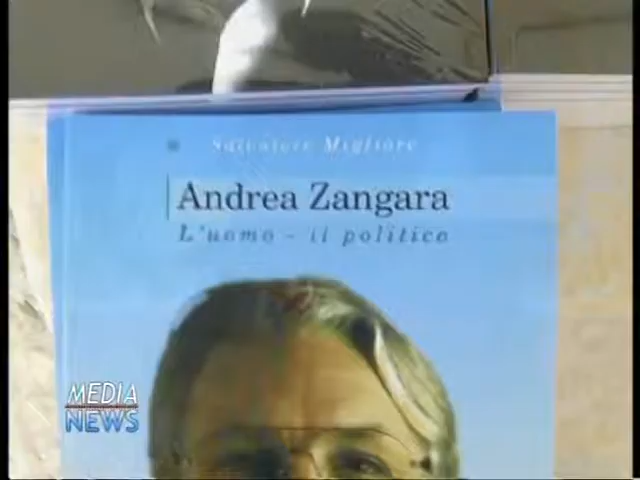 Salvatore Migliore
Andrea Zangara
L'uomo - il politico
MEDIA
NEWS